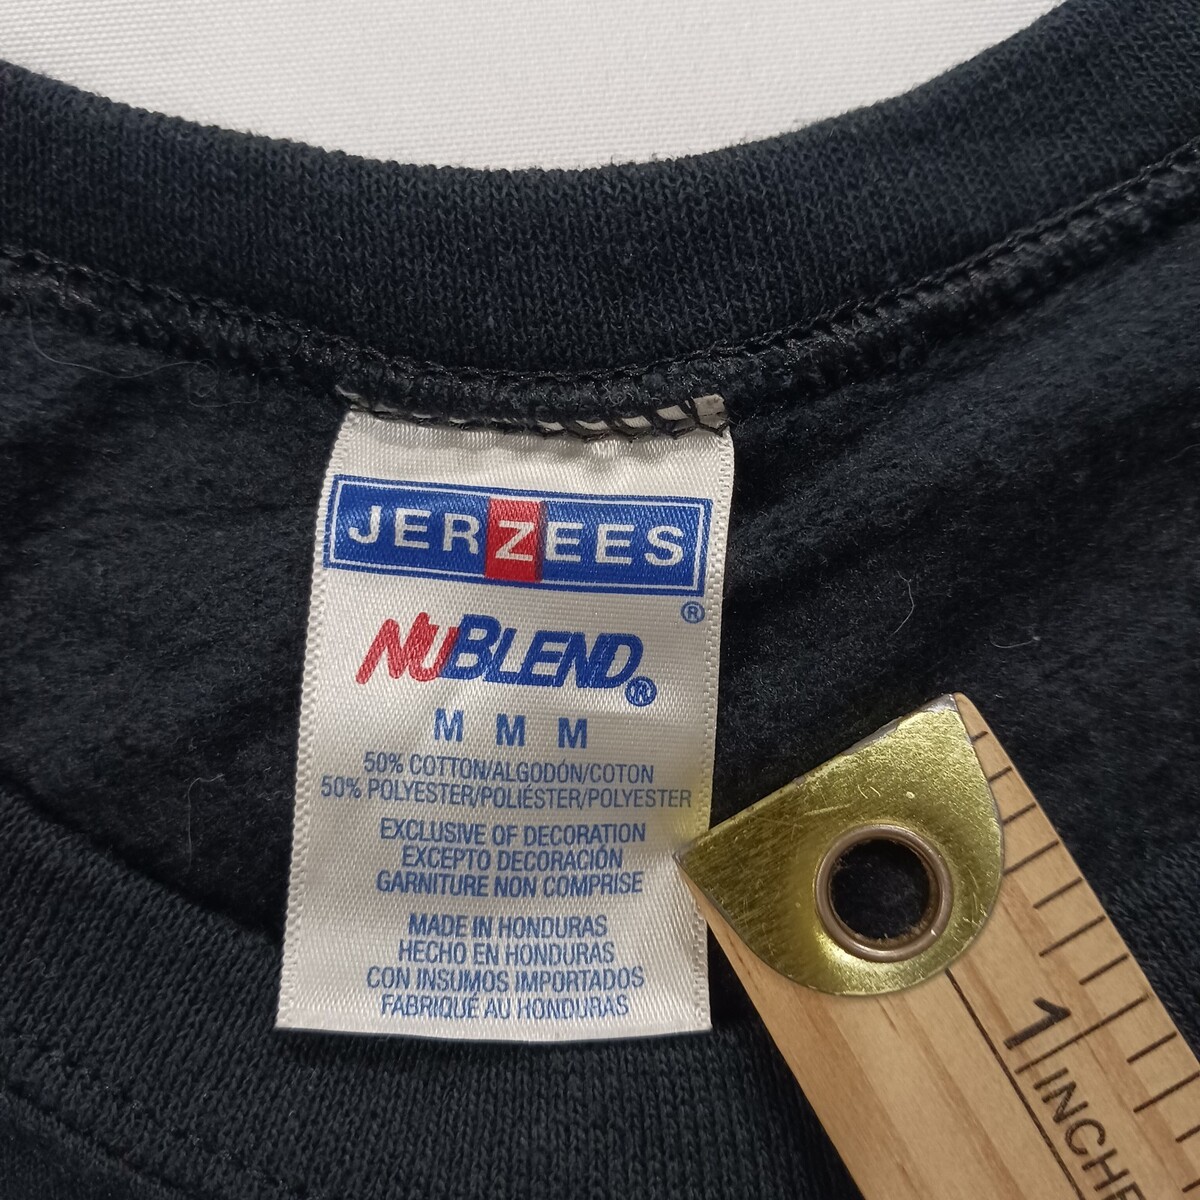 JERZEES
®
NUBLEND®
M M M
50% COTTON/ALGODÓN/COTON
50% POLYESTER/POLIÉSTER/POLYESTER
EXCLUSIVE OF DECORATION
EXCEPTO DECORACIÓN
GARNITURE NON COMPRISE
MADE IN HONDURAS
HECHO EN HONDURAS
CON INSUMOS IMPORTADOS
FABRIQUÉ AU HONDURAS
1
INCH